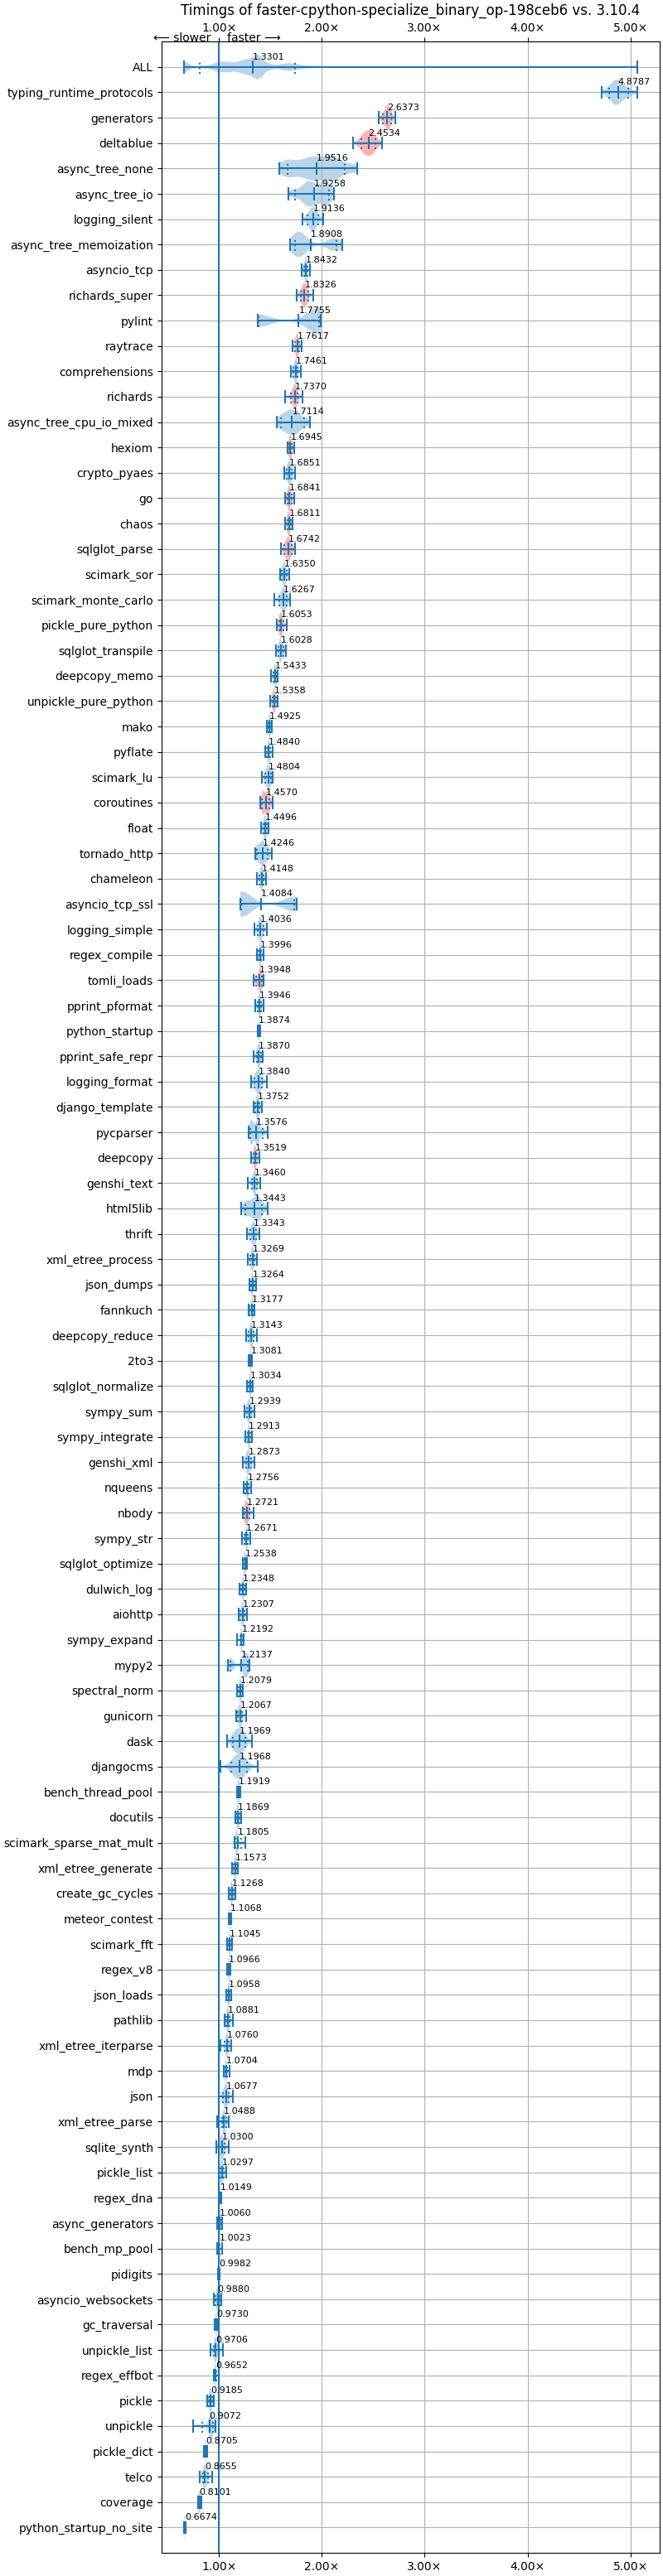 Timings of faster-cpython-specialize_binary_op-198ceb6 vs. 3.10.4
1.00× 2.00× 3.00× 4.00× 5.00×
⟵ slower faster ⟶
ALL 1.3301
typing_runtime_protocols 4.8787
generators 2.6373
deltablue 2.4534
async_tree_none 1.9516
async_tree_io 1.9258
logging_silent 1.9136
async_tree_memoization 1.8908
asyncio_tcp 1.8432
richards_super 1.8326
pylint 1.7755
raytrace 1.7617
comprehensions 1.7461
richards 1.7370
async_tree_cpu_io_mixed 1.7114
hexiom 1.6945
crypto_pyaes 1.6851
go 1.6841
chaos 1.6811
sqlglot_parse 1.6742
scimark_sor 1.6350
scimark_monte_carlo 1.6267
pickle_pure_python 1.6053
sqlglot_transpile 1.6028
deepcopy_memo 1.5433
unpickle_pure_python 1.5358
mako 1.4925
pyflate 1.4840
scimark_lu 1.4804
coroutines 1.4570
float 1.4496
tornado_http 1.4246
chameleon 1.4148
asyncio_tcp_ssl 1.4084
logging_simple 1.4036
regex_compile 1.3996
tomli_loads 1.3948
pprint_pformat 1.3946
python_startup 1.3874
pprint_safe_repr 1.3870
logging_format 1.3840
django_template 1.3752
pycparser 1.3576
deepcopy 1.3519
genshi_text 1.3460
html5lib 1.3443
thrift 1.3343
xml_etree_process 1.3269
json_dumps 1.3264
fannkuch 1.3177
deepcopy_reduce 1.3143
2to3 1.3081
sqlglot_normalize 1.3034
sympy_sum 1.2939
sympy_integrate 1.2913
genshi_xml 1.2873
nqueens 1.2756
nbody 1.2721
sympy_str 1.2671
sqlglot_optimize 1.2538
dulwich_log 1.2348
aiohttp 1.2307
sympy_expand 1.2192
mypy2 1.2137
spectral_norm 1.2079
gunicorn 1.2067
dask 1.1969
djangocms 1.1968
bench_thread_pool 1.1919
docutils 1.1869
scimark_sparse_mat_mult 1.1805
xml_etree_generate 1.1573
create_gc_cycles 1.1268
meteor_contest 1.1068
scimark_fft 1.1045
regex_v8 1.0966
json_loads 1.0958
pathlib 1.0881
xml_etree_iterparse 1.0760
mdp 1.0704
json 1.0677
xml_etree_parse 1.0488
sqlite_synth 1.0300
pickle_list 1.0297
regex_dna 1.0149
async_generators 1.0060
bench_mp_pool 1.0023
pidigits 0.9982
asyncio_websockets 0.9880
gc_traversal 0.9730
unpickle_list 0.9706
regex_effbot 0.9652
pickle 0.9185
unpickle 0.9072
pickle_dict 0.8705
telco 0.8655
coverage 0.8101
python_startup_no_site 0.6674
1.00× 2.00× 3.00× 4.00× 5.00×